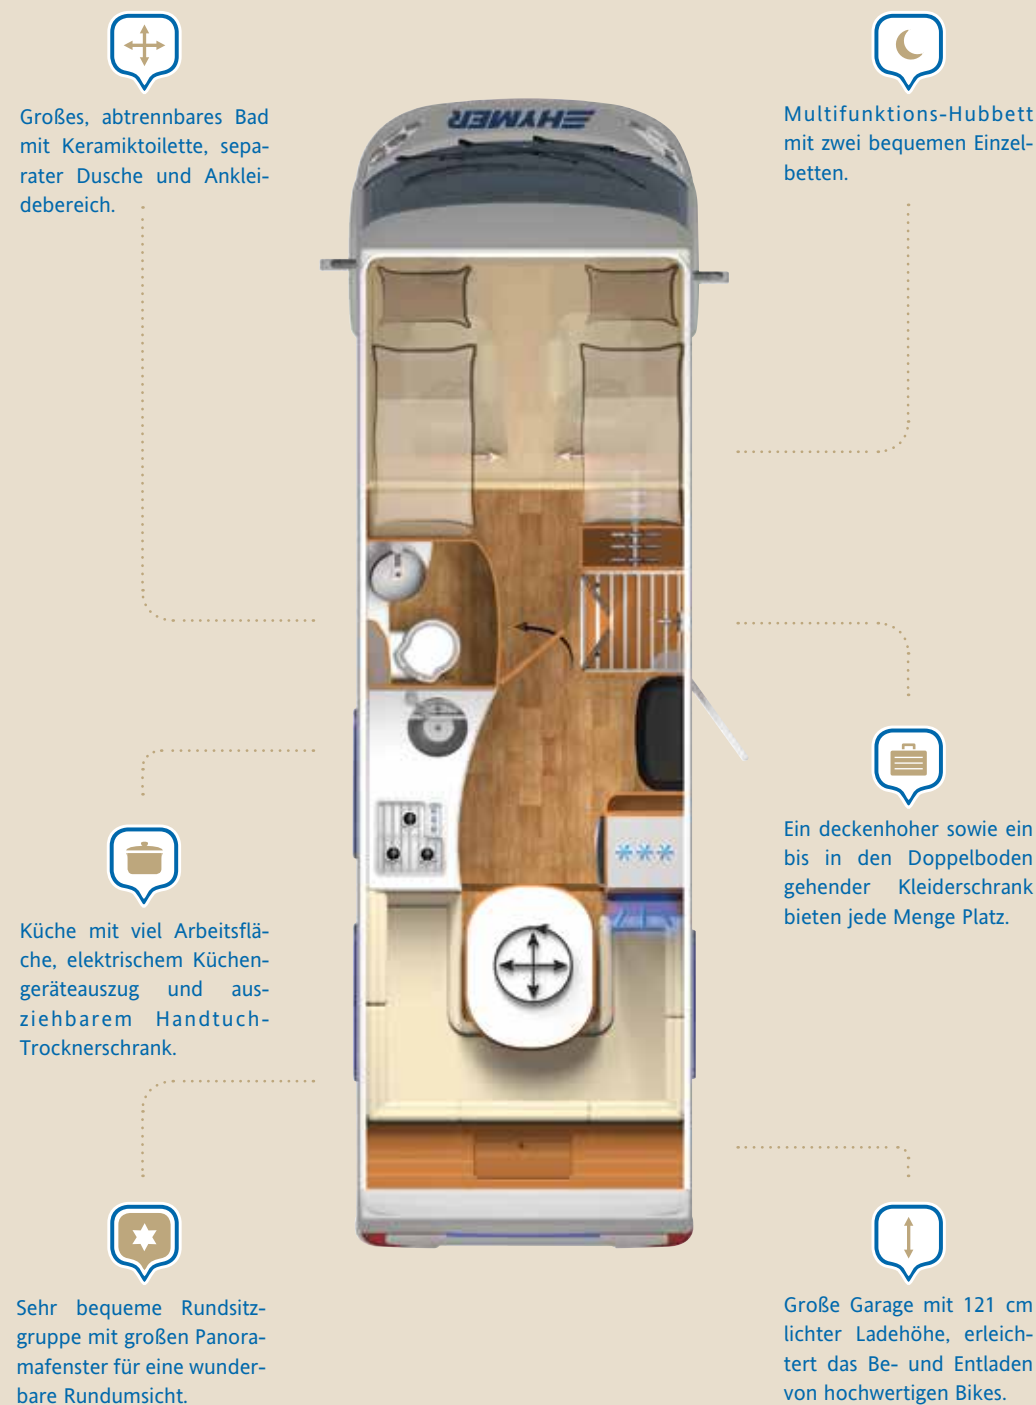 Großes, abtrennbares Bad
mit Keramiktoilette, sepa-
rater Dusche und Anklei-
debereich.
Multifunktions-Hubbett
mit zwei bequemen Einzel-
betten.
HYMER
Küche mit viel Arbeitsflä-
che, elektrischem Küchen-
geräteauszug und aus-
ziehbarem Handtuch-
Trocknerschrank.
Ein deckenhoher sowie ein
bis in den Doppelboden
gehender Kleiderschrank
bieten jede Menge Platz.
Sehr bequeme Rundsitz-
gruppe mit großen Panora-
mafenster für eine wunder-
bare Rundumsicht.
Große Garage mit 121 cm
lichter Ladehöhe, erleich-
tert das Be- und Entladen
von hochwertigen Bikes.